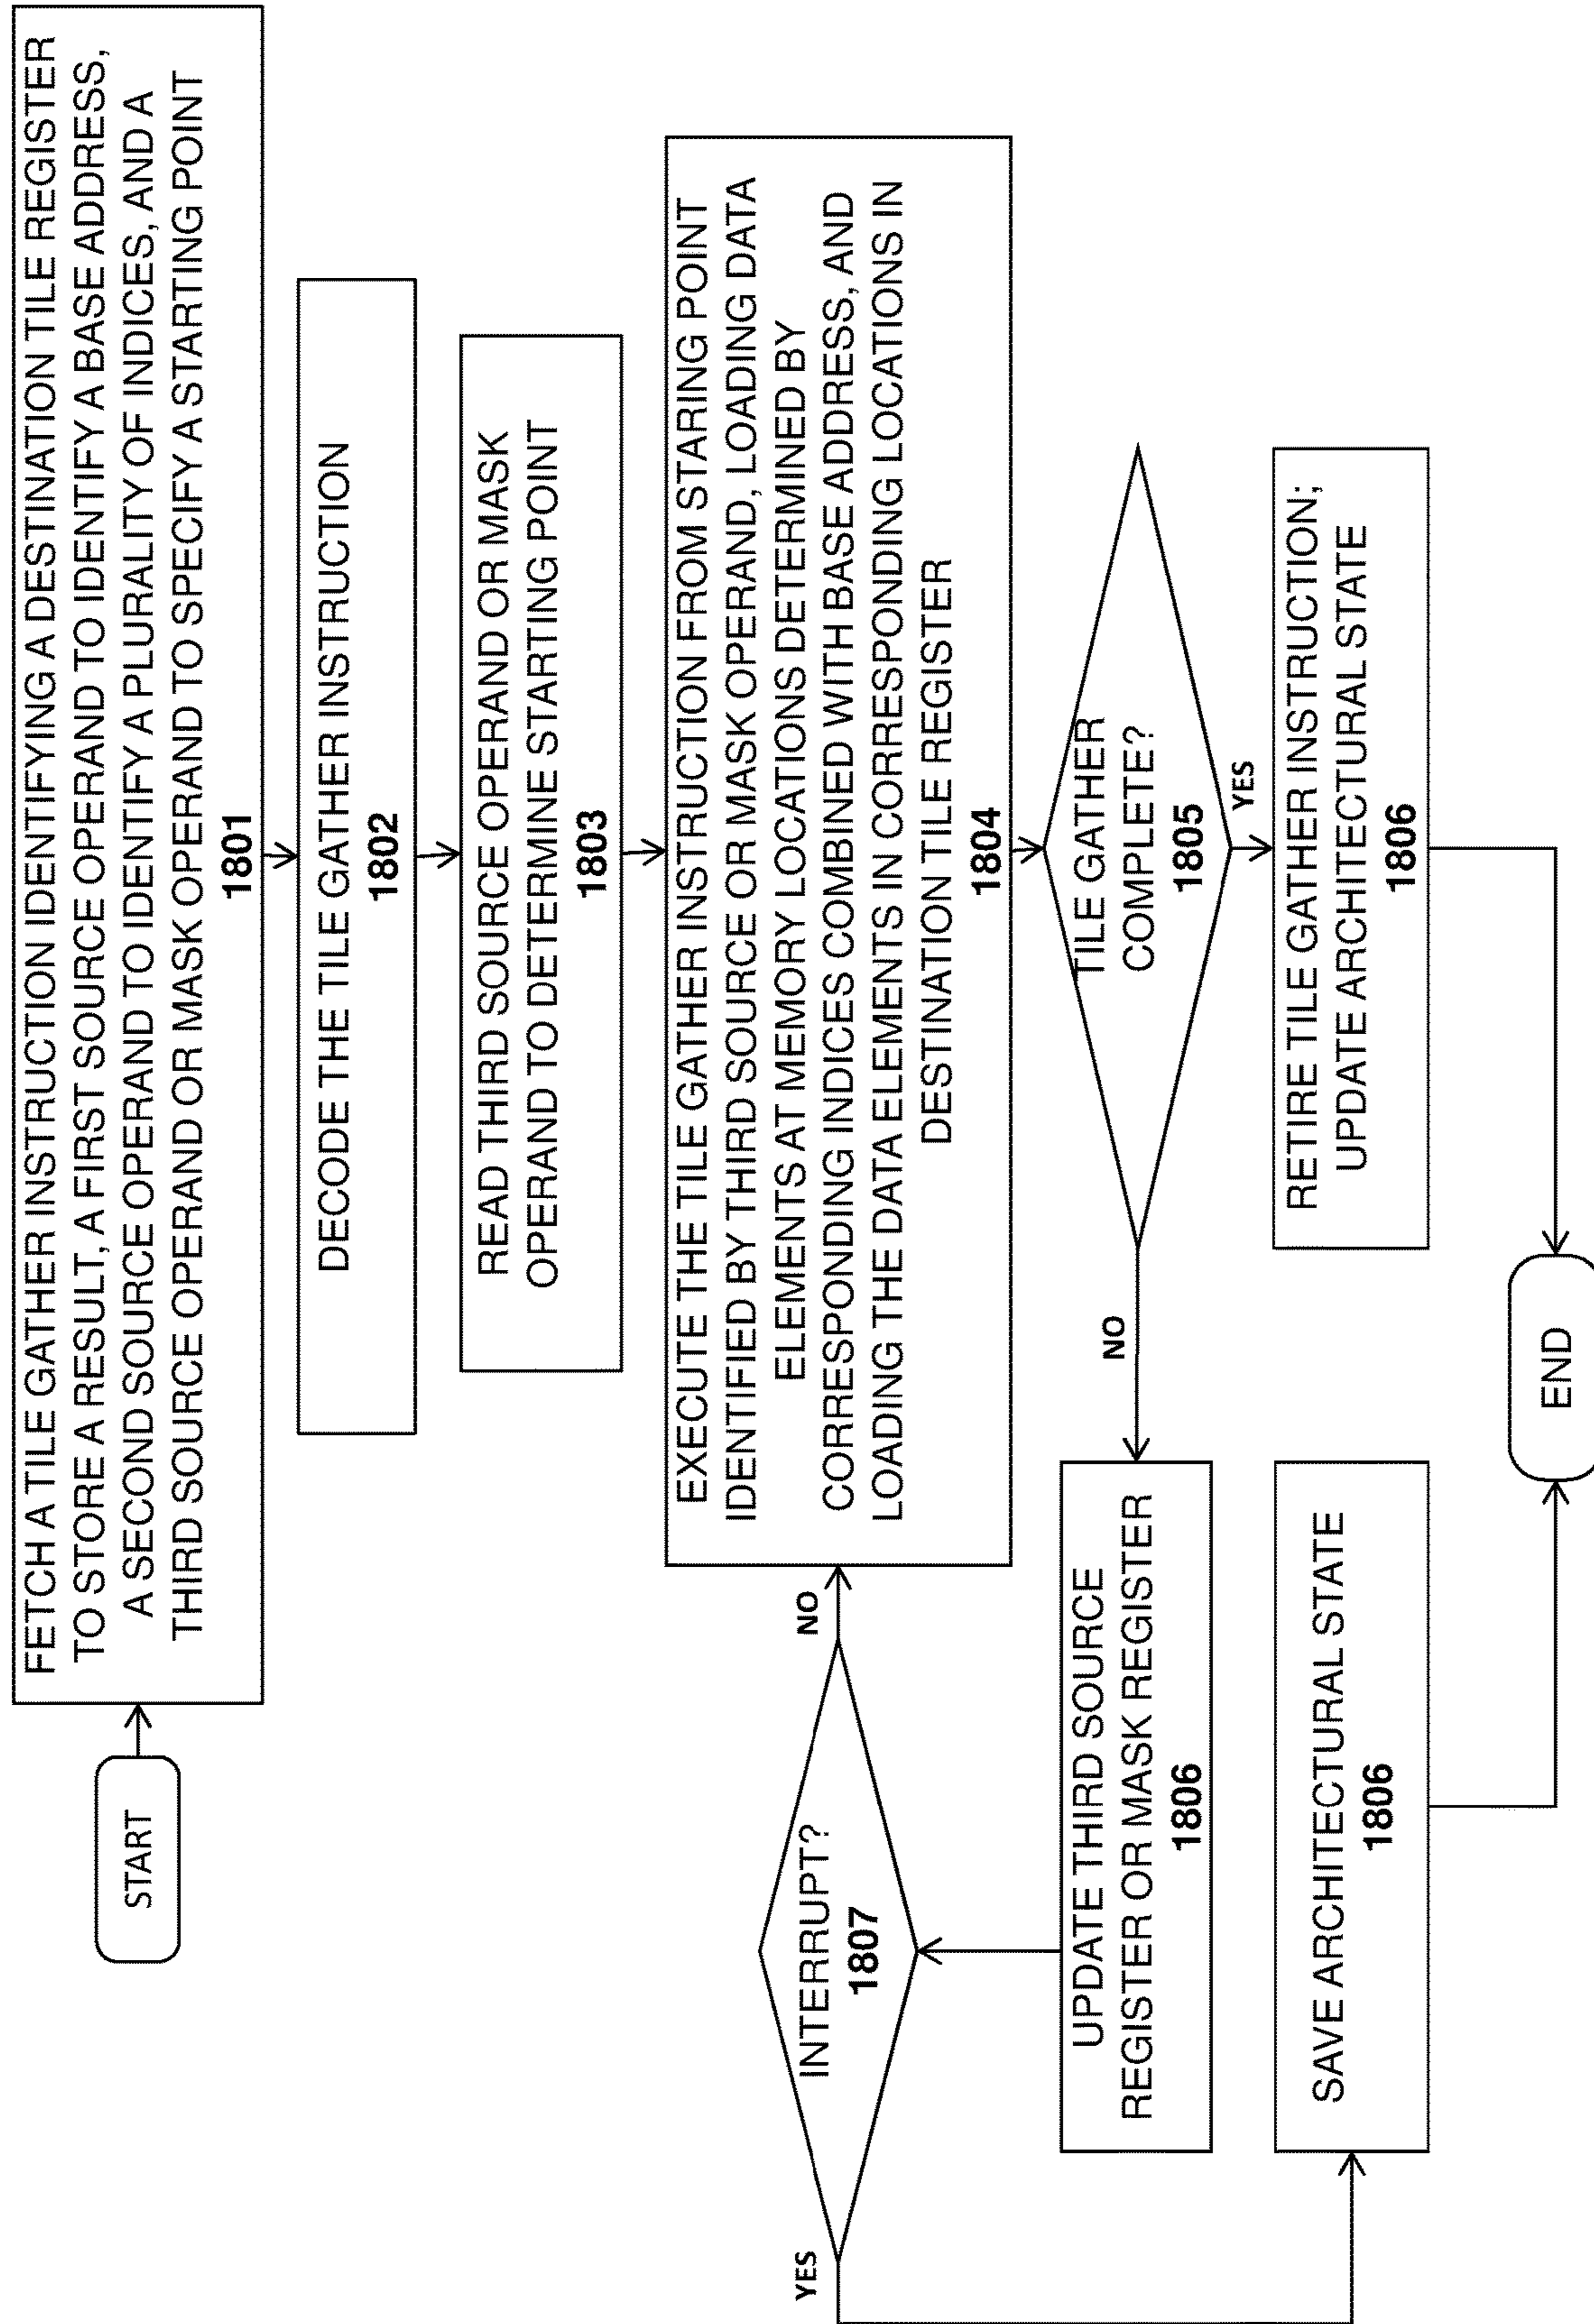 START
FETCH A TILE GATHER INSTRUCTION IDENTIFYING A DESTINATION TILE REGISTER
TO STORE A RESULT, A FIRST SOURCE OPERAND TO IDENTIFY A BASE ADDRESS,
A SECOND SOURCE OPERAND TO IDENTIFY A PLURALITY OF INDICES, AND A
THIRD SOURCE OPERAND OR MASK OPERAND TO SPECIFY A STARTING POINT
1801
DECODE THE TILE GATHER INSTRUCTION
1802
READ THIRD SOURCE OPERAND OR MASK
OPERAND TO DETERMINE STARTING POINT
1803
EXECUTE THE TILE GATHER INSTRUCTION FROM STARING POINT
IDENTIFIED BY THIRD SOURCE OR MASK OPERAND, LOADING DATA
ELEMENTS AT MEMORY LOCATIONS DETERMINED BY
CORRESPONDING INDICES COMBINED WITH BASE ADDRESS, AND
LOADING THE DATA ELEMENTS IN CORRESPONDING LOCATIONS IN
DESTINATION TILE REGISTER
1804
TILE GATHER
COMPLETE?
1805
YES
RETIRE TILE GATHER INSTRUCTION;
UPDATE ARCHITECTURAL STATE
1806
NO
UPDATE THIRD SOURCE
REGISTER OR MASK REGISTER
1806
INTERRUPT?
1807
NO
YES
SAVE ARCHITECTURAL STATE
1806
END